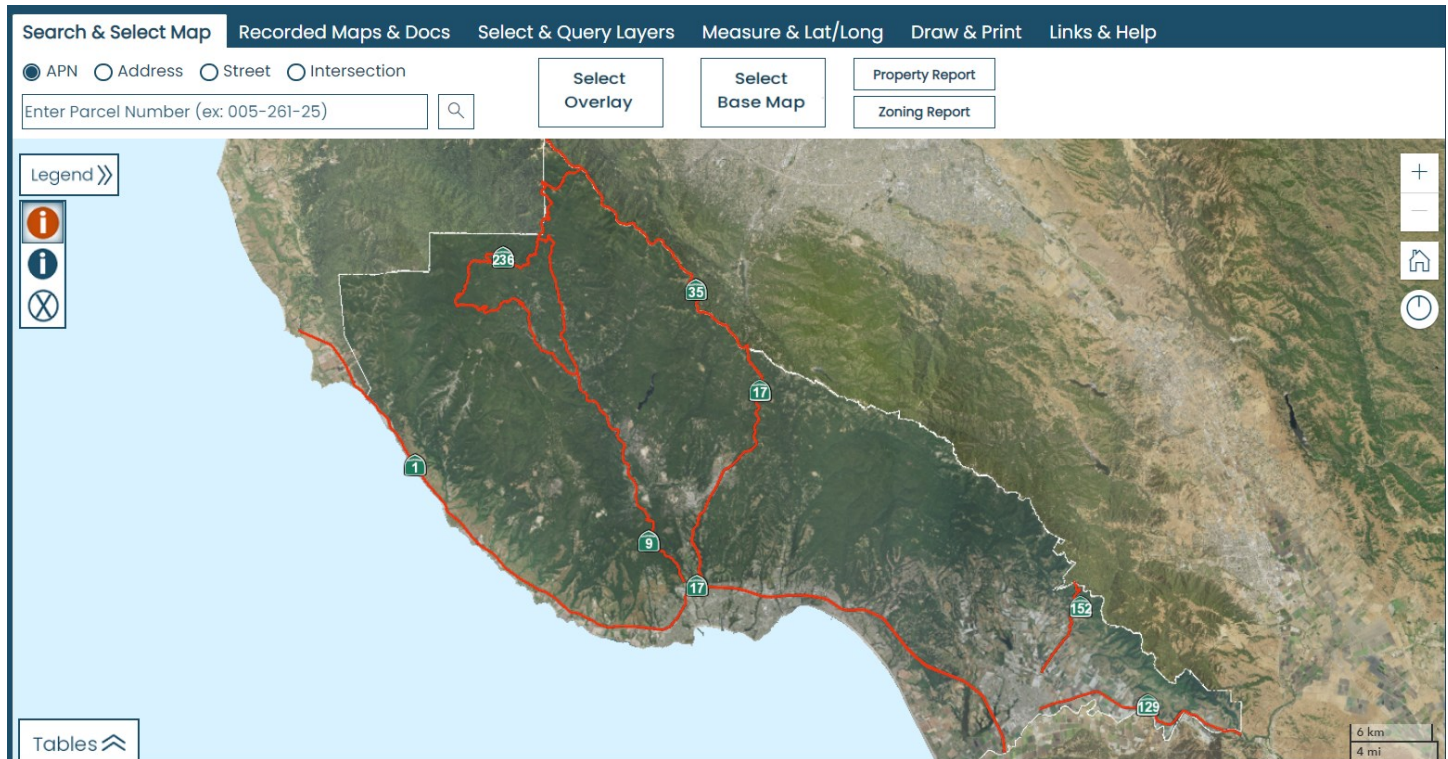 Search & Select Map Recorded Maps & Docs Select & Query Layers Measure & Lat/Long Draw & Print Links & Help
APN Address Street Intersection
Enter Parcel Number (ex: 005-261-25)
Select
Overlay
Select
Base Map
Property Report
Zoning Report
Legend
i
i
X
+
236
35
17
1
9
17
152
129
6 km
4 mi
Tables